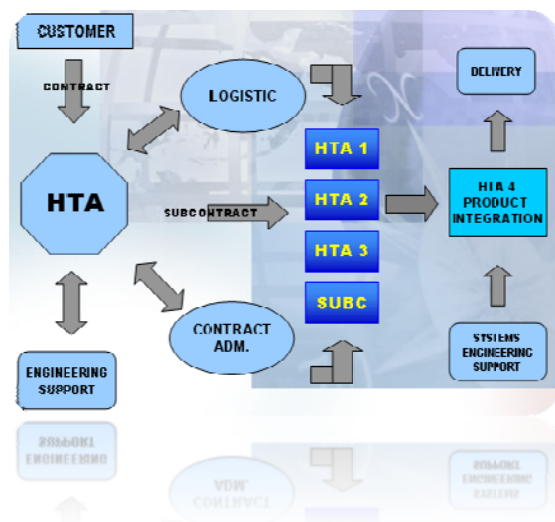 CUSTOMER
CONTRACT
LOGISTIC
DELIVERY
HTA
SUBCONTRACT
HTA 1
HTA 2
HTA 3
SUBC
HTA 4
PRODUCT
INTEGRATION
CONTRACT
ADM.
ENGINEERING
SUPPORT
SYSTEMS
ENGINEERING
SUPPORT